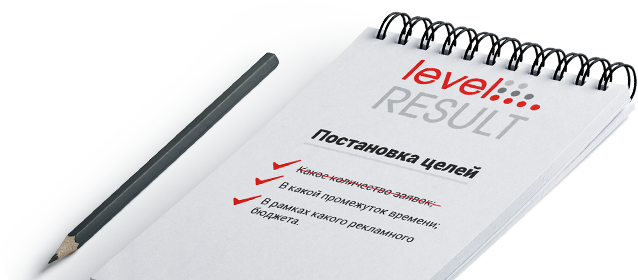 level
RESULT
Постановка целей
Какое количество заявок;
В какой промежуток времени;
В рамках какого рекламного
бюджета.